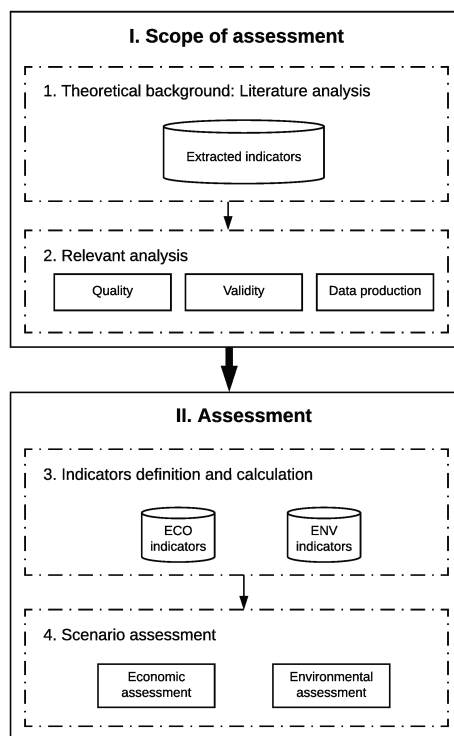 I. Scope of assessment
1. Theoretical background: Literature analysis
Extracted indicators
2. Relevant analysis
Quality
Validity
Data production
II. Assessment
3. Indicators definition and calculation
ECO
indicators
ENV
indicators
4. Scenario assessment
Economic
assessment
Environmental
assessment